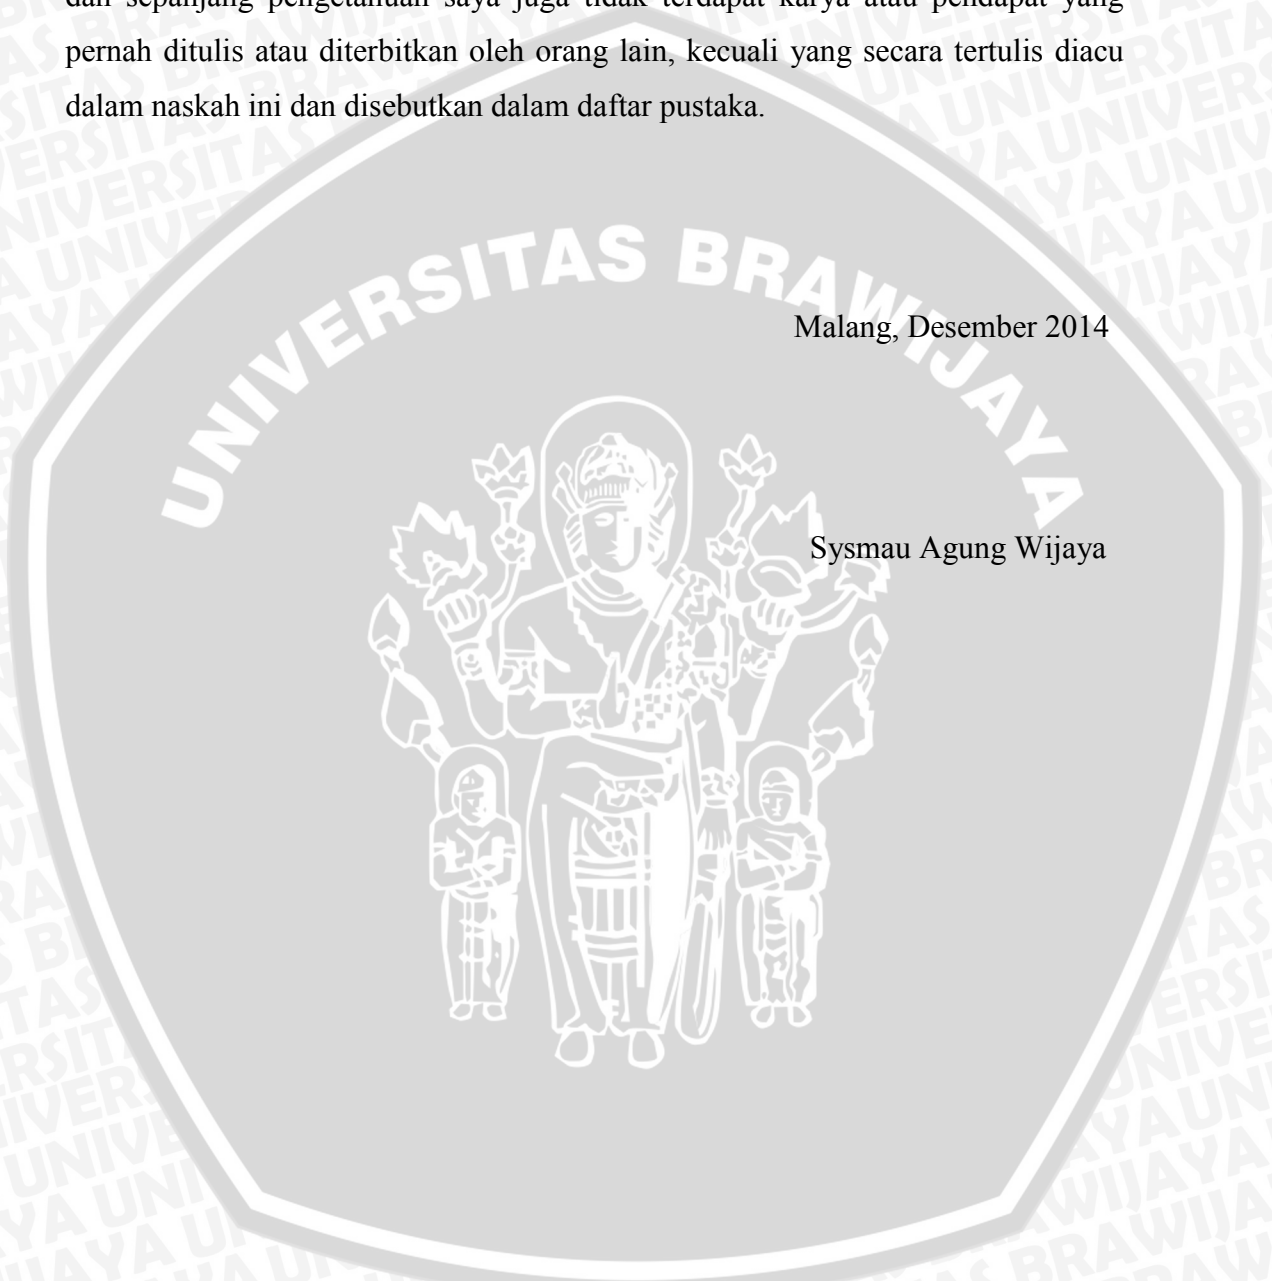 dan sepanjang pengetahuan saya juga tidak terdapat karya atau pendapat yang
pernah ditulis atau diterbitkan oleh orang lain, kecuali yang secara tertulis diacu
dalam naskah ini dan disebutkan dalam daftar pustaka.
UNIVERSITAS BRAWIJAYA
Malang, Desember 2014
Sysmau Agung Wijaya